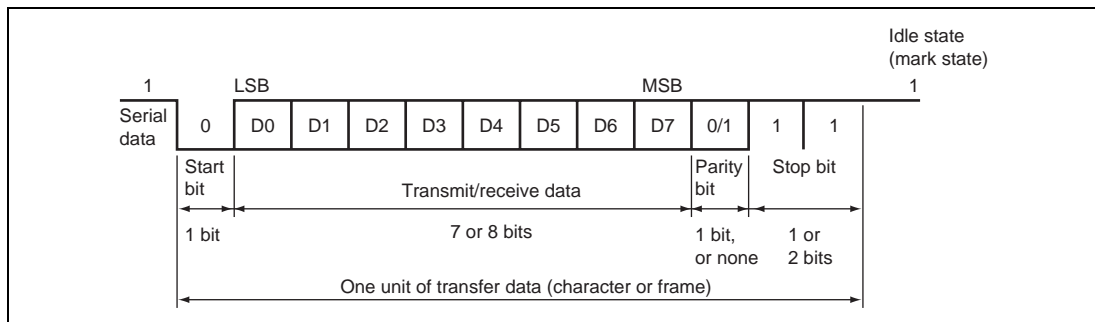 Idle state
(mark state)
1 LSB MSB 1
Serial
data
0 D0 D1 D2 D3 D4 D5 D6 D7 0/1 1 1
Start
bit
Transmit/receive data
Parity
bit
Stop bit
1 bit
7 or 8 bits
1 bit,
or none
1 or
2 bits
One unit of transfer data (character or frame)